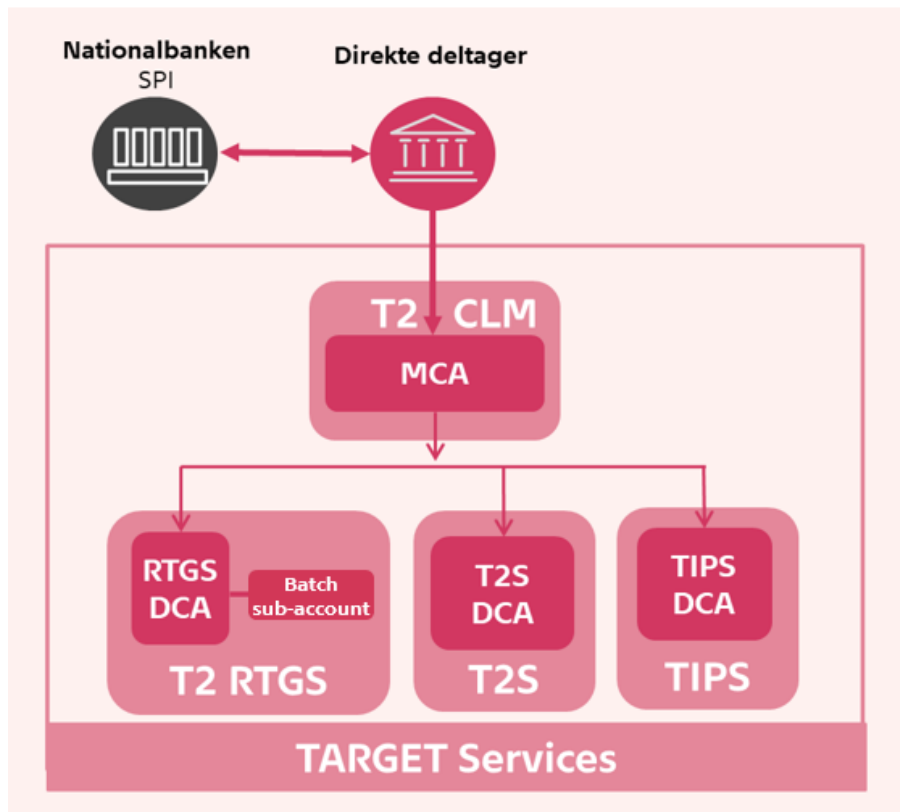 Nationalbanken
SPI
Direkte deltager
T2 CLM
MCA
RTGS
DCA
Batch
sub-account
T2 RTGS
T2S
DCA
T2S
TIPS
DCA
TIPS
TARGET Services